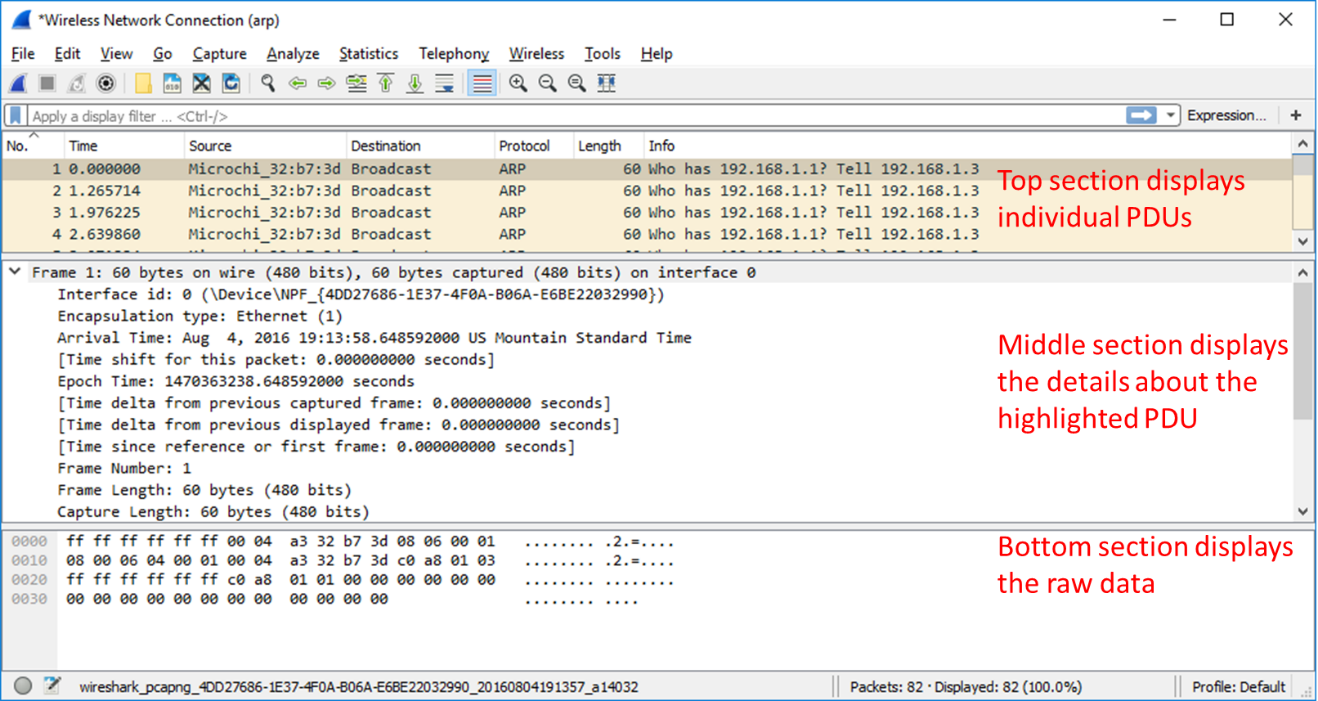 *Wireless Network Connection (arp)
File Edit View Go Capture Analyze Statistics Telephony Wireless Tools Help
Apply a display filter ... <Ctrl-/> Expression... +
No. Time Source Destination Protocol Length Info
1 0.000000 Microchi_32:b7:3d Broadcast ARP 60 Who has 192.168.1.1? Tell 192.168.1.3
2 1.265714 Microchi_32:b7:3d Broadcast ARP 60 Who has 192.168.1.1? Tell 192.168.1.3
3 1.976225 Microchi_32:b7:3d Broadcast ARP 60 Who has 192.168.1.1? Tell 192.168.1.3
4 2.639860 Microchi_32:b7:3d Broadcast ARP 60 Who has 192.168.1.1? Tell 192.168.1.3
Top section displays
individual PDUs
Frame 1: 60 bytes on wire (480 bits), 60 bytes captured (480 bits) on interface 0
Interface id: 0 (\Device\NPF_{4DD27686-1E37-4F0A-B06A-E6BE22032990})
Encapsulation type: Ethernet (1)
Arrival Time: Aug  4, 2016 19:13:58.648592000 US Mountain Standard Time
[Time shift for this packet: 0.000000000 seconds]
Epoch Time: 1470363238.648592000 seconds
[Time delta from previous captured frame: 0.000000000 seconds]
[Time delta from previous displayed frame: 0.000000000 seconds]
[Time since reference or first frame: 0.000000000 seconds]
Frame Number: 1
Frame Length: 60 bytes (480 bits)
Capture Length: 60 bytes (480 bits)
Middle section displays
the details about the
highlighted PDU
0000 ff ff ff ff ff ff 00 04 a3 32 b7 3d 08 06 00 01 ........ .2.=....
0010 08 00 06 04 00 01 00 04 a3 32 b7 3d c0 a8 01 03 ........ .2.=....
0020 ff ff ff ff ff ff c0 a8 01 01 00 00 00 00 00 00 ........ ........
0030 00 00 00 00 00 00 00 00 00 00 00 00 ........ ....
Bottom section displays
the raw data
wireshark_pcapng_4DD27686-1E37-4F0A-B06A-E6BE22032990_20160804191357_a14032 Packets: 82 · Displayed: 82 (100.0%) Profile: Default